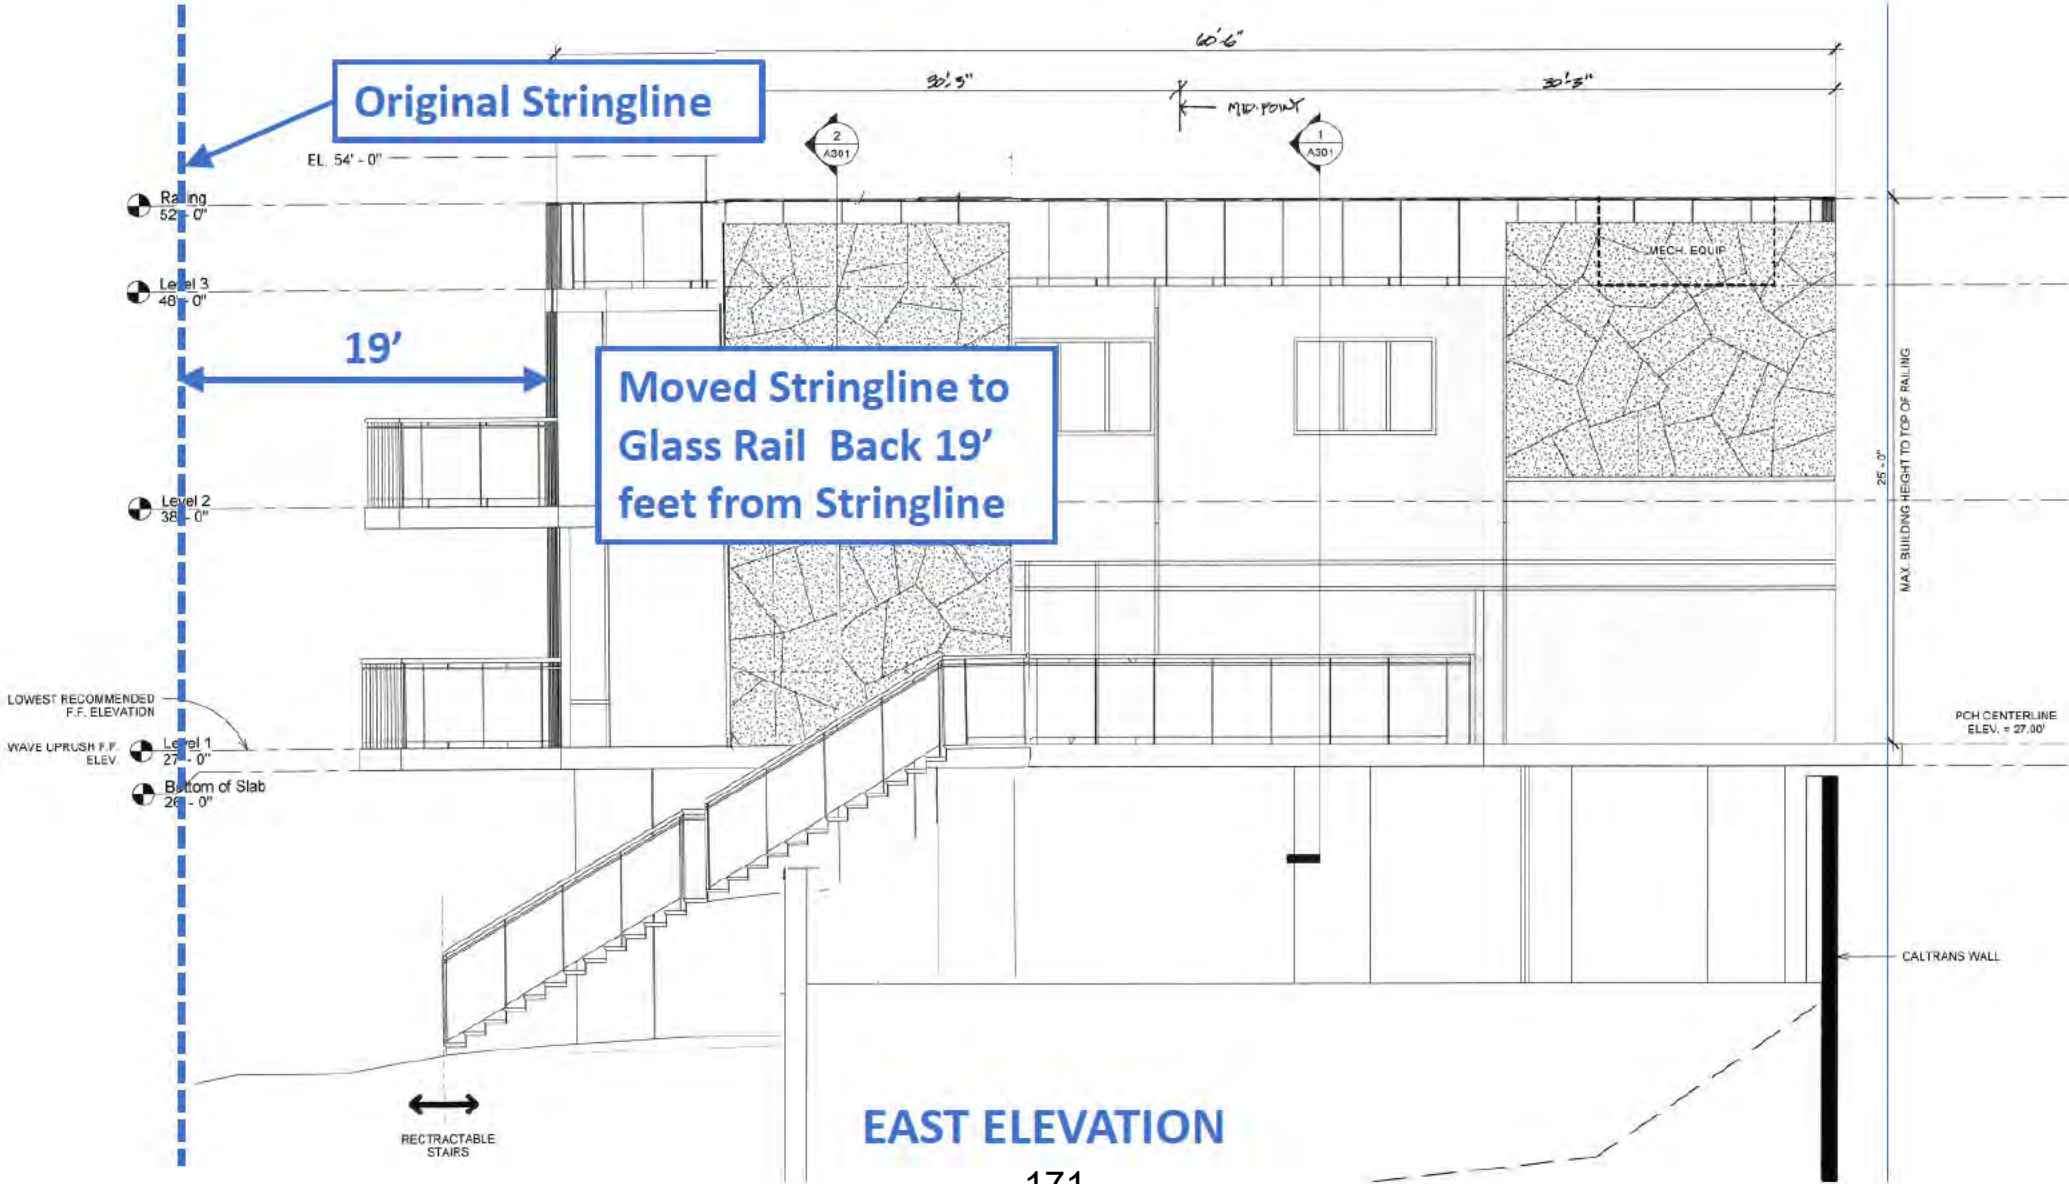 60'-6"
30'-3"
30'-3"
MID-POINT
Original Stringline
2
A301
1
A301
EL. 54' - 0"
Railing
52' - 0"
MECH. EQUIP
Level 3
48' - 0"
19'
Moved Stringline to
Glass Rail Back 19'
feet from Stringline
25' - 0"
MAX. BUILDING HEIGHT TO TOP OF RAILING
Level 2
38' - 0"
LOWEST RECOMMENDED
F.F. ELEVATION
WAVE UPRUSH F.F.
ELEV.
Level 1
27' - 0"
PCH CENTERLINE
ELEV. = 27.00'
Bottom of Slab
26' - 0"
CALTRANS WALL
RECTRACTABLE
STAIRS
EAST ELEVATION
171